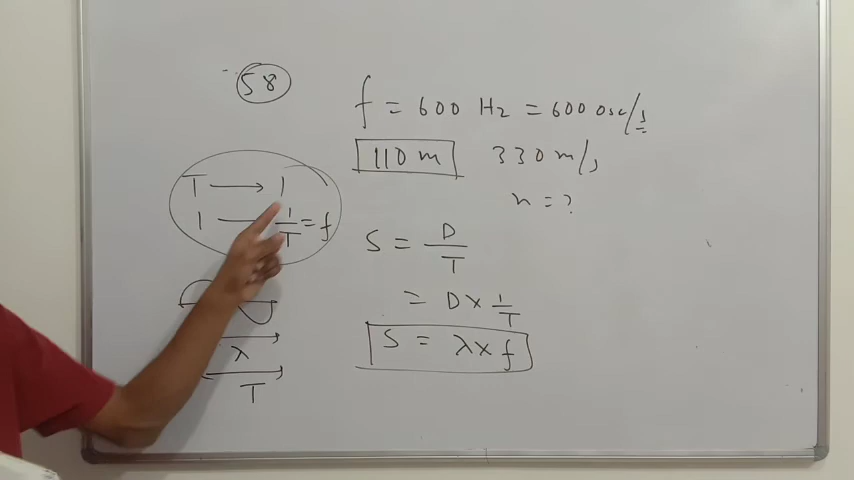 58
f = 600 Hz = 600 osc/s
110 m 330 m/s
n = ?
T → 1
1 — 1/T = f
S = D/T
= D × 1/T
S = λ × f
λ
T